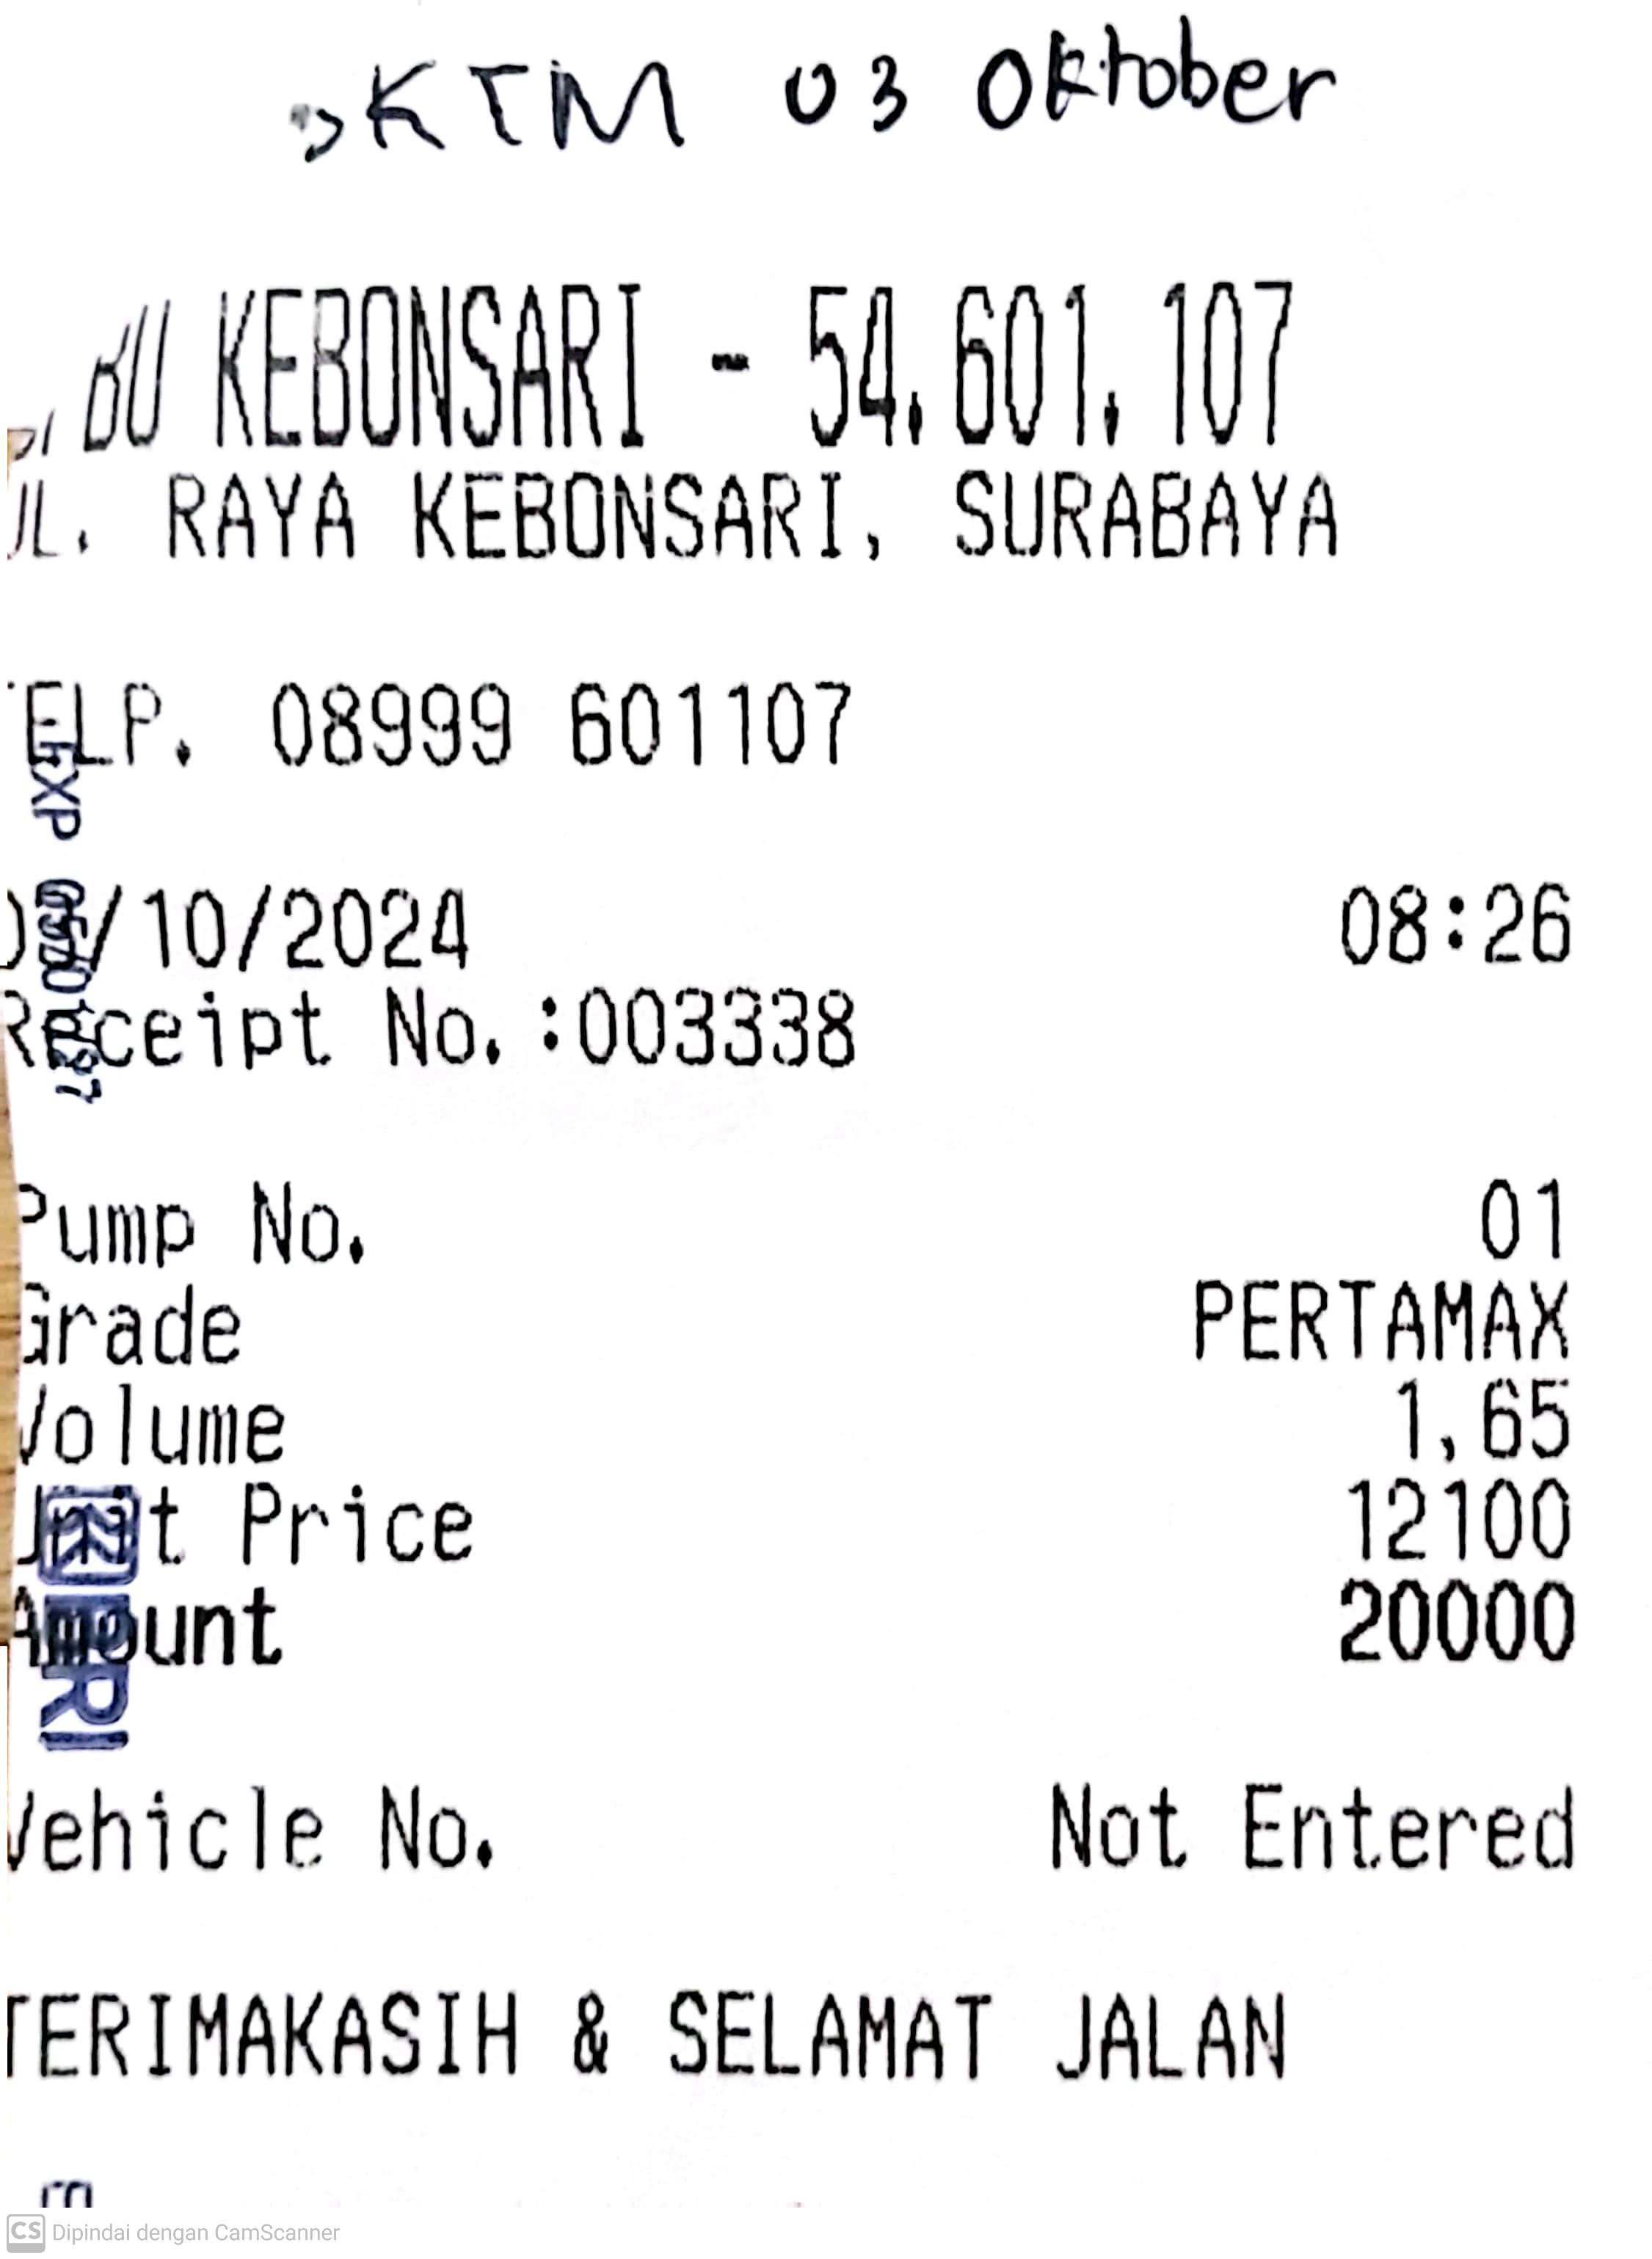 KTM 03 Oktober
BU KEBONSARI - 54.601.107
JL. RAYA KEBONSARI, SURABAYA
TELP. 08999 601107
EXP
/10/2024 08:26
Receipt No.:003338
Pump No. 01
Grade PERTAMAX
Volume 1,65
Unit Price 12100
Amount 20000
BRI
Vehicle No. Not Entered
TERIMAKASIH & SELAMAT JALAN
CS Dipindai dengan CamScanner